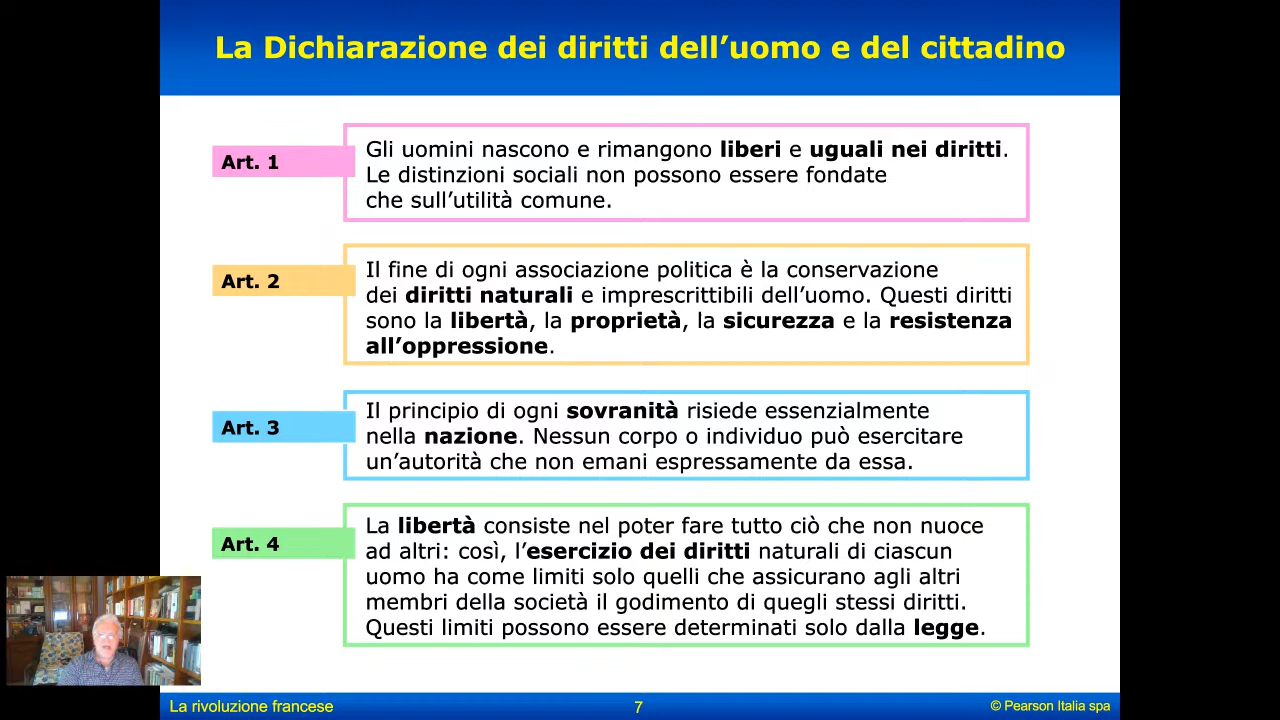 La Dichiarazione dei diritti dell’uomo e del cittadino
Art. 1
Gli uomini nascono e rimangono liberi e uguali nei diritti.
Le distinzioni sociali non possono essere fondate
che sull’utilità comune.
Art. 2
Il fine di ogni associazione politica è la conservazione
dei diritti naturali e imprescrittibili dell’uomo. Questi diritti
sono la libertà, la proprietà, la sicurezza e la resistenza
all’oppressione.
Art. 3
Il principio di ogni sovranità risiede essenzialmente
nella nazione. Nessun corpo o individuo può esercitare
un’autorità che non emani espressamente da essa.
Art. 4
La libertà consiste nel poter fare tutto ciò che non nuoce
ad altri: così, l’esercizio dei diritti naturali di ciascun
uomo ha come limiti solo quelli che assicurano agli altri
membri della società il godimento di quegli stessi diritti.
Questi limiti possono essere determinati solo dalla legge.
La rivoluzione francese
7
© Pearson Italia spa